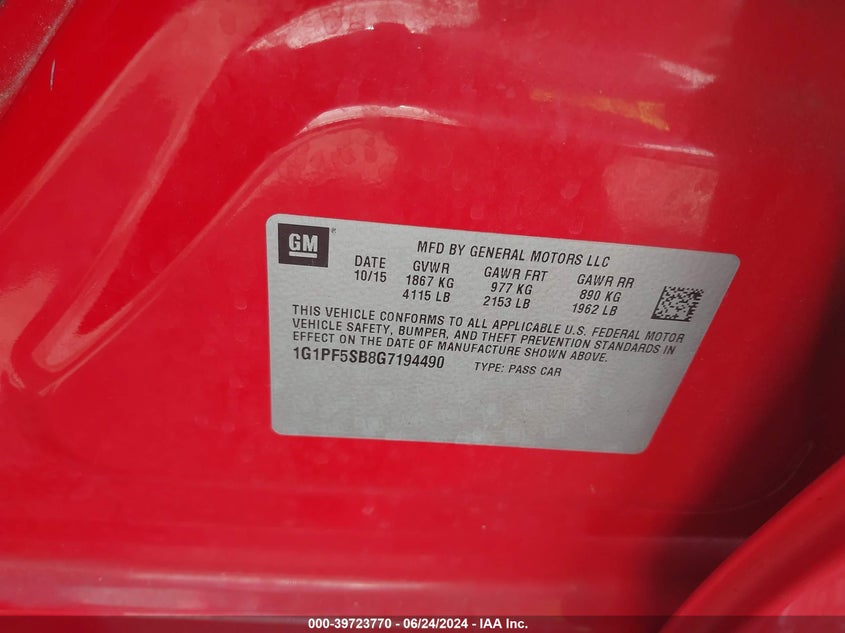 GM ®
MFD BY GENERAL MOTORS LLC
DATE GVWR GAWR FRT GAWR RR
10/15 1867 KG 977 KG 890 KG
4115 LB 2153 LB 1962 LB
THIS VEHICLE CONFORMS TO ALL APPLICABLE U.S. FEDERAL MOTOR
VEHICLE SAFETY, BUMPER, AND THEFT PREVENTION STANDARDS IN
EFFECT ON THE DATE OF MANUFACTURE SHOWN ABOVE.
1G1PF5SB8G7194490 TYPE: PASS CAR
000-39723770 - 06/24/2024 - IAA Inc.